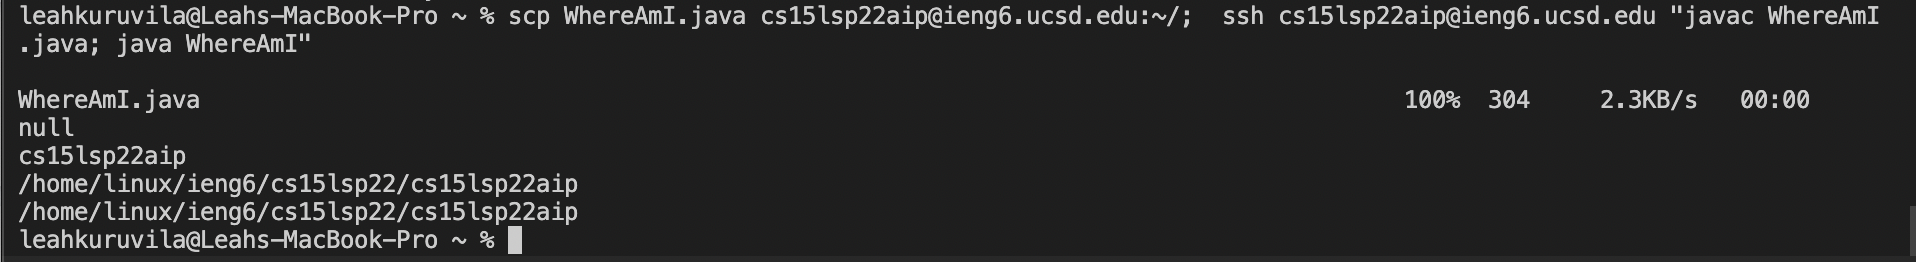 leahkuruvila@Leahs-MacBook-Pro ~ % scp WhereAmI.java cs15lsp22aip@ieng6.ucsd.edu:~/;  ssh cs15lsp22aip@ieng6.ucsd.edu "javac WhereAmI
.java; java WhereAmI"
WhereAmI.java 100% 304 2.3KB/s 00:00
null
cs15lsp22aip
/home/linux/ieng6/cs15lsp22/cs15lsp22aip
/home/linux/ieng6/cs15lsp22/cs15lsp22aip
leahkuruvila@Leahs-MacBook-Pro ~ %